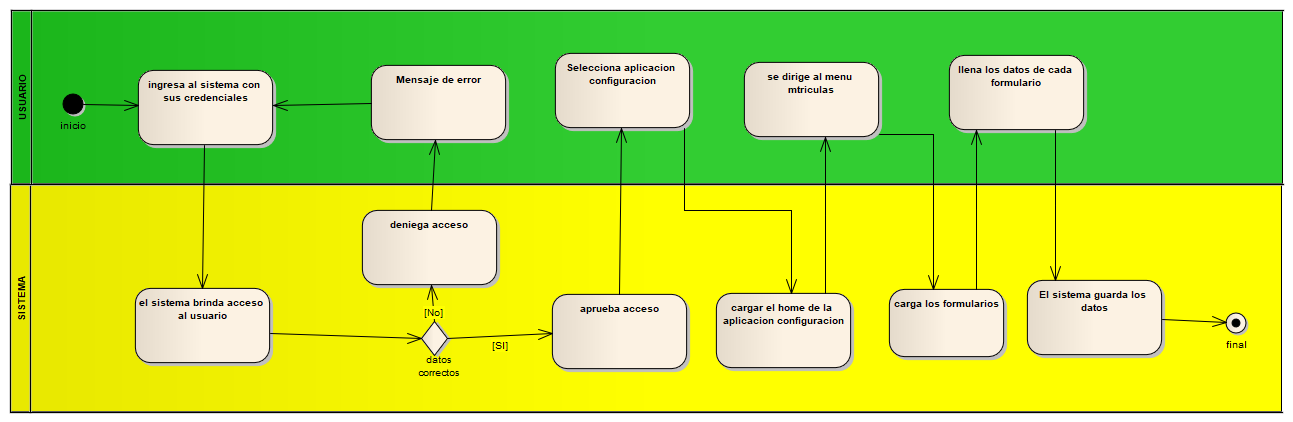 USUARIO
inicio
ingresa al sistema con
sus credenciales
Mensaje de error
Selecciona aplicacion
configuracion
se dirige al menu
mtriculas
llena los datos de cada
formulario
SISTEMA
el sistema brinda acceso
al usuario
deniega acceso
[No]
datos
correctos
[SI]
aprueba acceso
cargar el home de la
aplicacion configuracion
carga los formularios
El sistema guarda los
datos
final